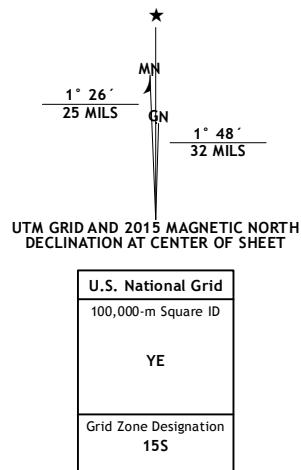 ★
MN
1° 26´
25 MILS
GN
1° 48´
32 MILS
UTM GRID AND 2015 MAGNETIC NORTH
DECLINATION AT CENTER OF SHEET
U.S. National Grid
100,000-m Square ID
YE
Grid Zone Designation
15S